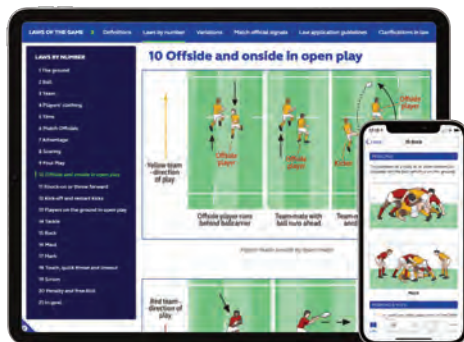 LAWS OF THE GAME
Definitions
Laws by number
Variations
Match official signals
Law application guidelines
Clarifications in law
LAWS BY NUMBER
1 The ground
2 Ball
3 Team
4 Players' clothing
5 Time
6 Match Officials
7 Advantage
8 Scoring
9 Foul Play
10 Offside and onside in open play
11 Knock-on or throw forward
12 Kick-off and restart kicks
13 Players on the ground in open play
14 Tackle
15 Ruck
16 Maul
17 Mark
18 Touch, quick throw and lineout
19 Scrum
20 Penalty and free-kick
21 In-goal
10 Offside and onside in open play
Yellow team
- direction
of play
Offside
player
Offside
player
Offside
player
Kicker
Offside player runs
behind ball carrier
Team-mate with
ball runs ahead
Red team -
direction of
play
Maul